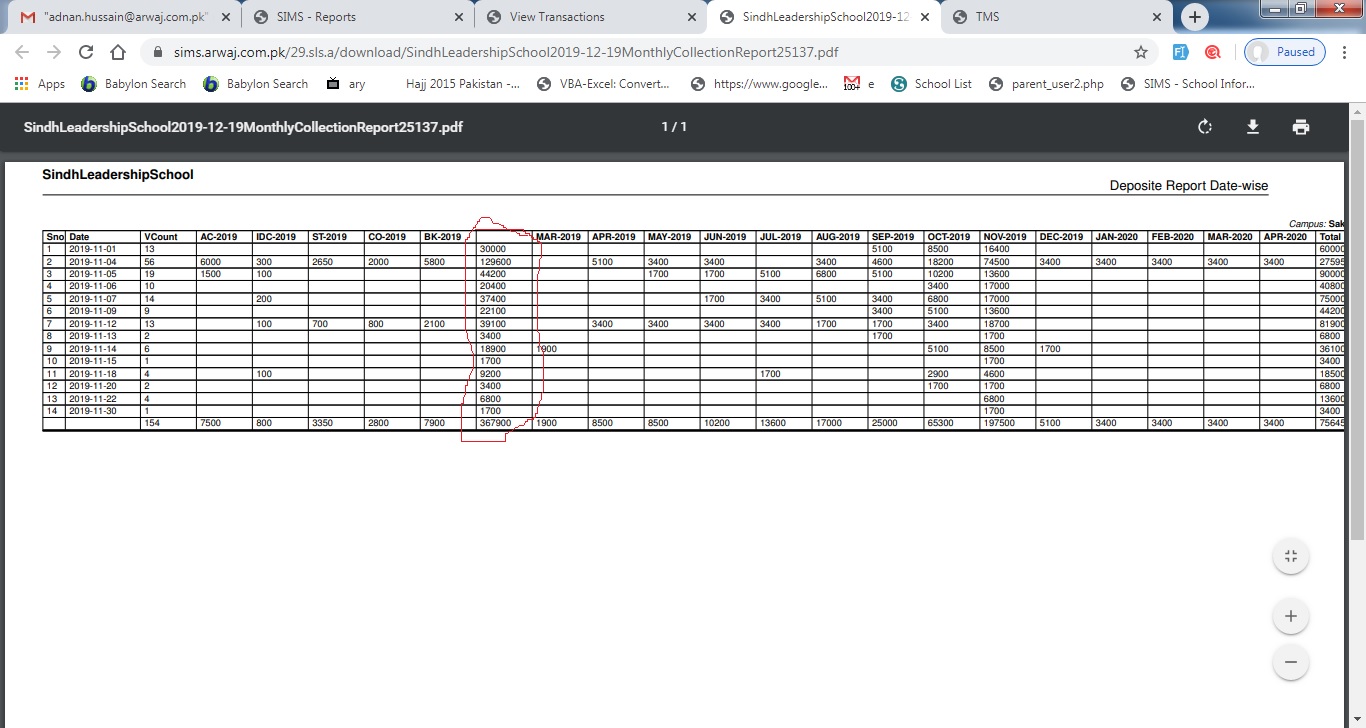 "adnan.hussain@arwaj.com.pk" SIMS - Reports View Transactions SindhLeadershipSchool2019-12 TMS
sims.arwaj.com.pk/29.sls.a/download/SindhLeadershipSchool2019-12-19MonthlyCollectionReport25137.pdf Paused
Apps Babylon Search Babylon Search ary Hajj 2015 Pakistan -... VBA-Excel: Convert... https://www.google... 100+ e School List parent_user2.php SIMS - School Infor...
SindhLeadershipSchool2019-12-19MonthlyCollectionReport25137.pdf 1 / 1
SindhLeadershipSchool
Deposite Report Date-wise
Campus: Sak
Sno Date VCount AC-2019 IDC-2019 ST-2019 CO-2019 BK-2019 MAR-2019 APR-2019 MAY-2019 JUN-2019 JUL-2019 AUG-2019 SEP-2019 OCT-2019 NOV-2019 DEC-2019 JAN-2020 FEB-2020 MAR-2020 APR-2020 Total
1 2019-11-01 13 30000 5100 8500 16400 60000
2 2019-11-04 56 6000 300 2650 2000 5800 129600 5100 3400 3400 3400 4600 18200 74500 3400 3400 3400 3400 3400 27595
3 2019-11-05 19 1500 100 44200 1700 1700 5100 6800 5100 10200 13600 90000
4 2019-11-06 10 20400 3400 17000 40800
5 2019-11-07 14 200 37400 1700 3400 5100 3400 6800 17000 75000
6 2019-11-09 9 22100 3400 5100 13600 44200
7 2019-11-12 13 100 700 800 2100 39100 3400 3400 3400 3400 1700 1700 3400 18700 81900
8 2019-11-13 2 3400 1700 1700 6800
9 2019-11-14 6 18900 1900 5100 8500 1700 36100
10 2019-11-15 1 1700 1700 3400
11 2019-11-18 4 100 9200 1700 2900 4600 18500
12 2019-11-20 2 3400 1700 1700 6800
13 2019-11-22 4 6800 6800 13600
14 2019-11-30 1 1700 1700 3400
154 7500 800 3350 2800 7900 367900 1900 8500 8500 10200 13600 17000 25000 65300 197500 5100 3400 3400 3400 3400 75645